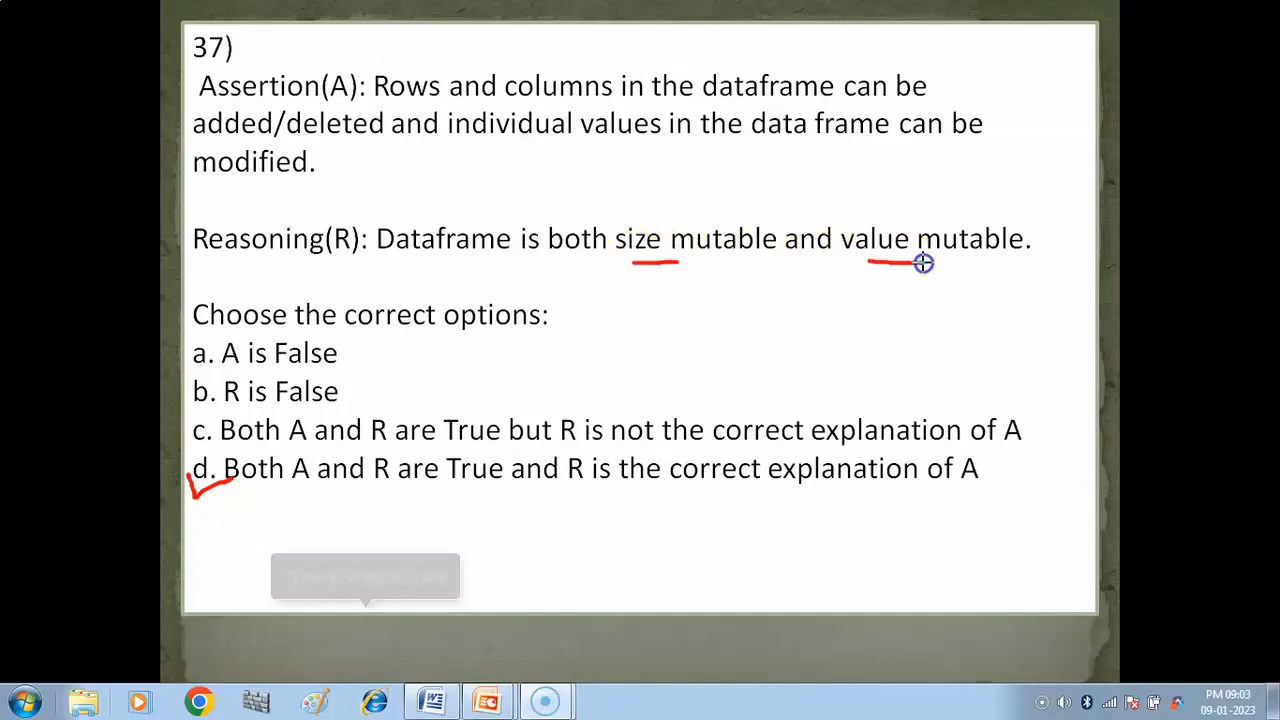 37)
Assertion(A): Rows and columns in the dataframe can be
added/deleted and individual values in the data frame can be
modified.
Reasoning(R): Dataframe is both size mutable and value mutable.
Choose the correct options:
a. A is False
b. R is False
c. Both A and R are True but R is not the correct explanation of A
d. Both A and R are True and R is the correct explanation of A
PM 09:03
09-01-2023